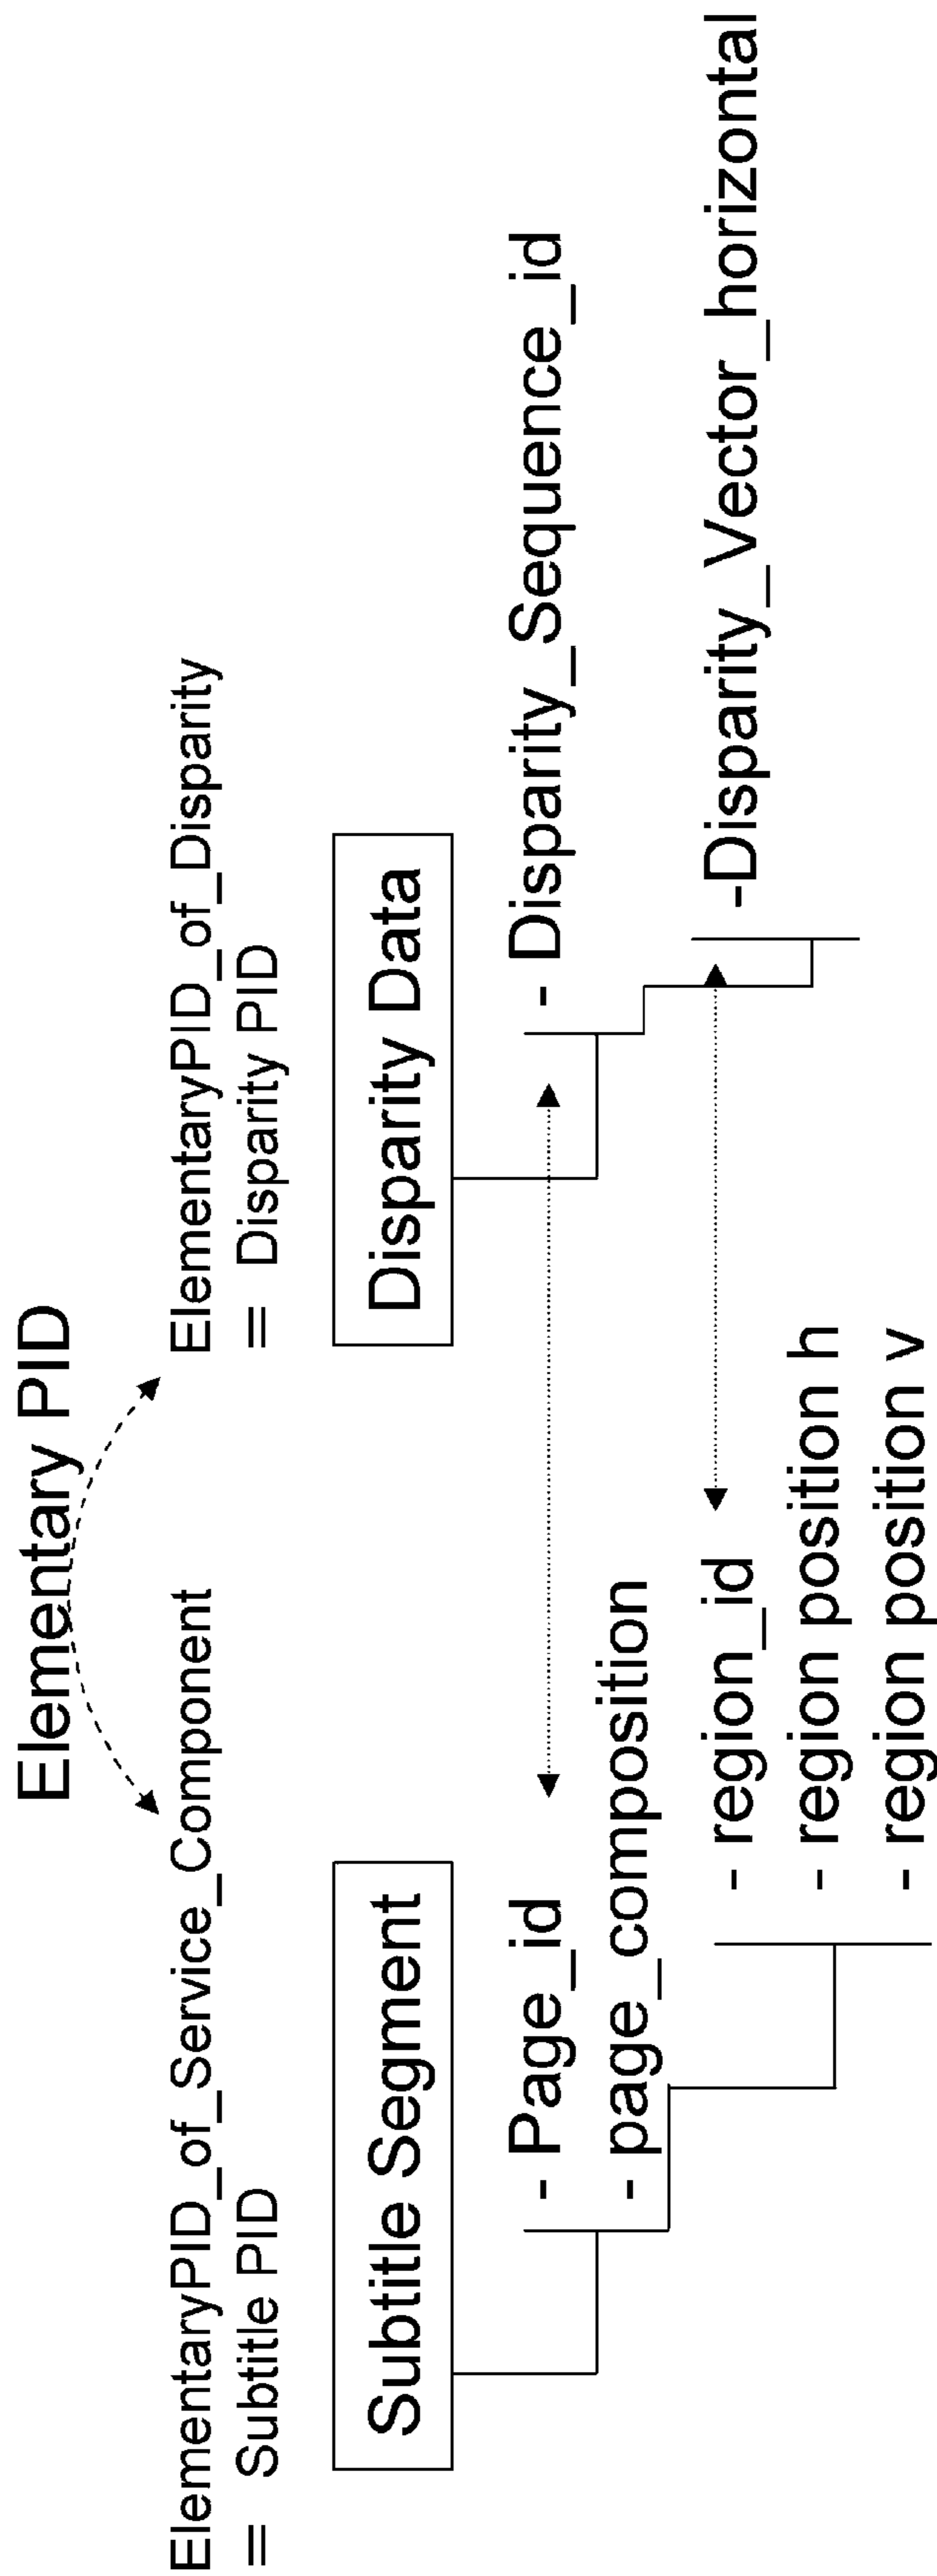 Elementary PID
ElementaryPID_of_Service_Component
= Subtitle PID
ElementaryPID_of_Disparity
= Disparity PID
Subtitle Segment
- Page_id
- page_composition
- region_id
- region position h
- region position v
Disparity Data
- Disparity_Sequence_id
-Disparity_Vector_horizontal